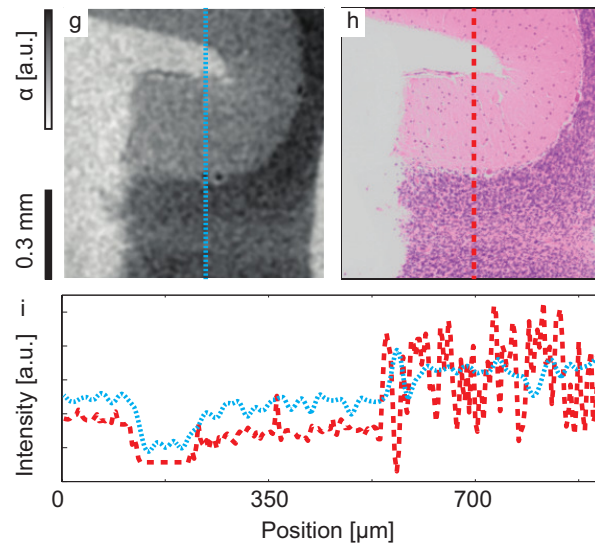 g
h
α [a.u.]
0.3 mm
i
Intensity [a.u.]
0
350
700
Position [µm]